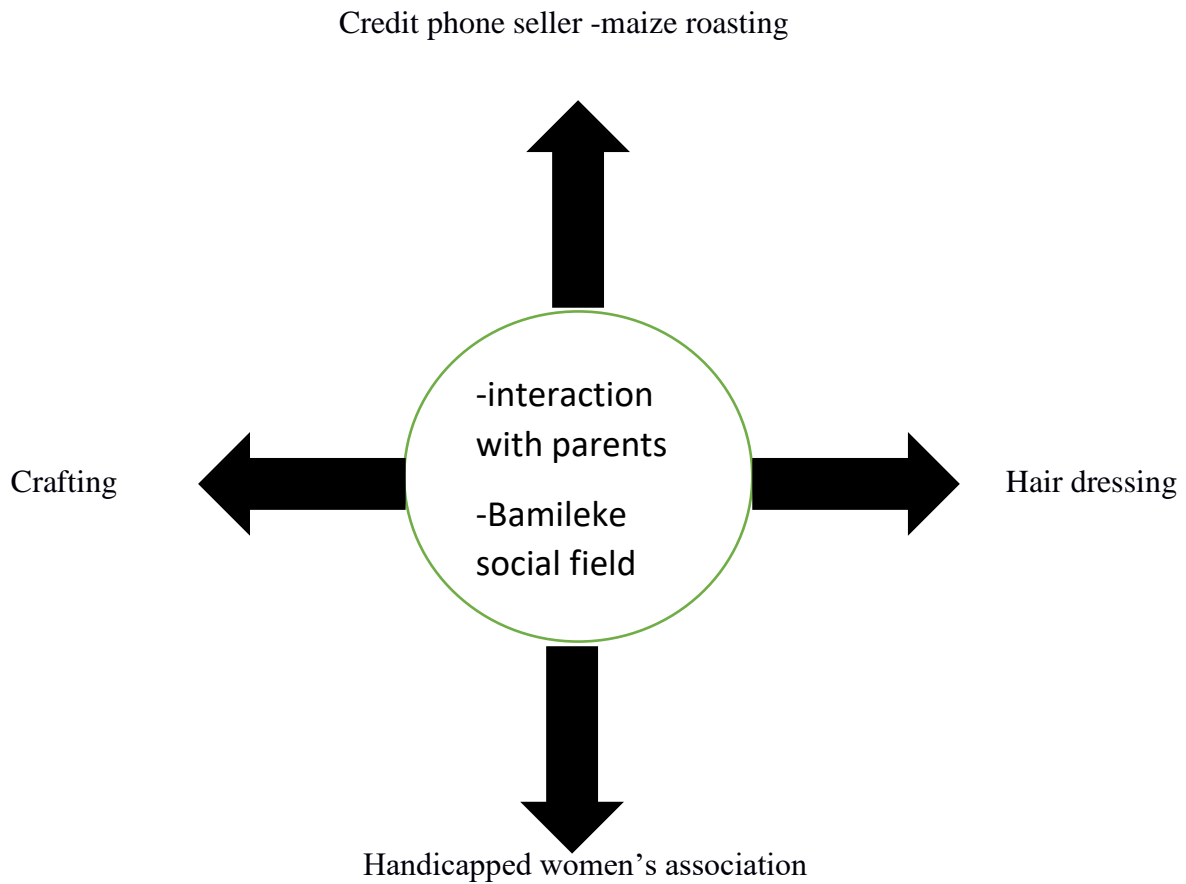 Credit phone seller -maize roasting
-interaction
with parents
-Bamileke
social field
Crafting
Hair dressing
Handicapped women’s association